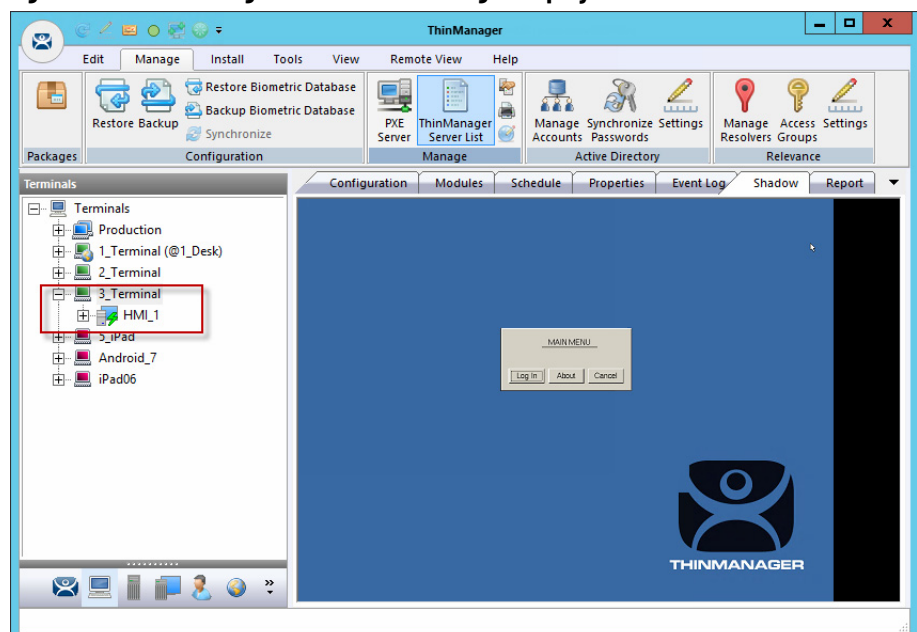 ThinManager
Edit Manage Install Tools View Remote View Help
Restore Biometric Database
Backup Biometric Database
Synchronize
Restore Backup
PXE Server
ThinManager Server List
Manage Accounts
Synchronize Passwords
Settings
Manage Resolvers
Access Groups
Settings
Packages Configuration Manage Active Directory Relevance
Terminals
Configuration Modules Schedule Properties Event Log Shadow Report
Terminals
Production
1_Terminal (@1_Desk)
2_Terminal
3_Terminal
HMI_1
5_iPad
Android_7
iPad06
MAIN MENU
Log In About Cancel
THINMANAGER